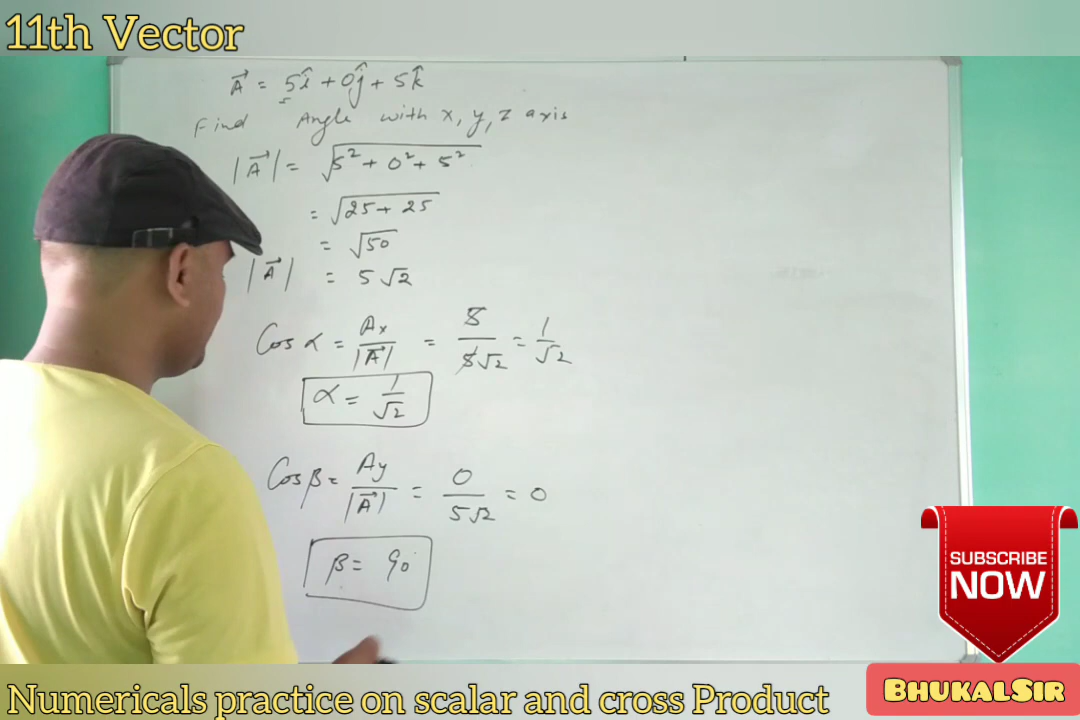 11th Vector
A⃗ = 5î + 0ĵ + 5k̂
Find Angle with x, y, z axis
|A⃗| = √5² + 0² + 5²
= √25 + 25
= √50
|A⃗| = 5√2
Cos α = Ax/|A⃗| = 5/5√2 = 1/√2
α = 1/√2
Cos β = Ay/|A⃗| = 0/5√2 = 0
β = 90
SUBSCRIBE
NOW
Numericals practice on scalar and cross Product
BHUKALSIR